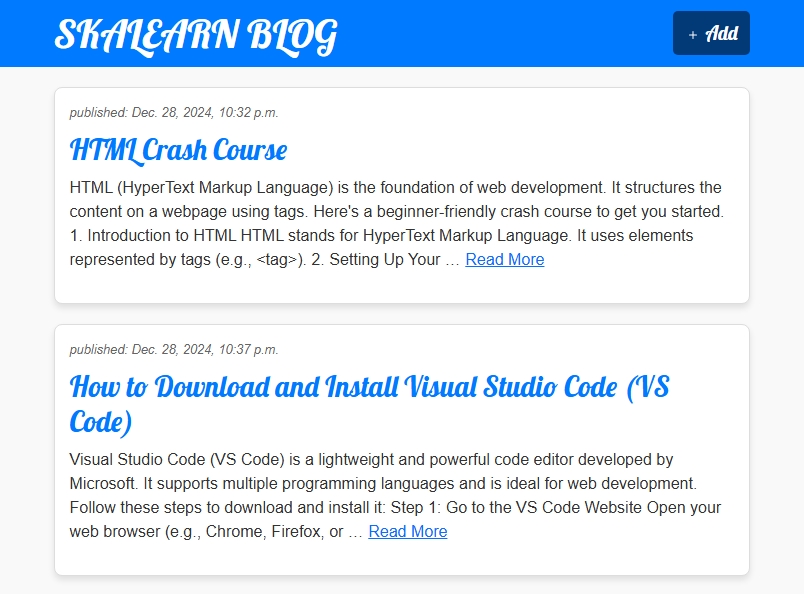 SKALEARN BLOG
+ Add
published: Dec. 28, 2024, 10:32 p.m.
HTML Crash Course
HTML (HyperText Markup Language) is the foundation of web development. It structures the
content on a webpage using tags. Here's a beginner-friendly crash course to get you started.
1. Introduction to HTML HTML stands for HyperText Markup Language. It uses elements
represented by tags (e.g., <tag>). 2. Setting Up Your … Read More
published: Dec. 28, 2024, 10:37 p.m.
How to Download and Install Visual Studio Code (VS
Code)
Visual Studio Code (VS Code) is a lightweight and powerful code editor developed by
Microsoft. It supports multiple programming languages and is ideal for web development.
Follow these steps to download and install it: Step 1: Go to the VS Code Website Open your
web browser (e.g., Chrome, Firefox, or … Read More